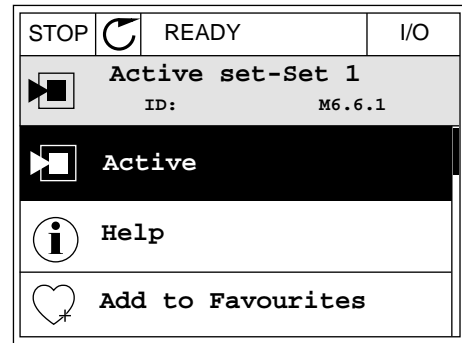 STOP READY I/O
Active set-Set 1
ID: M6.6.1
Active
Help
Add to Favourites